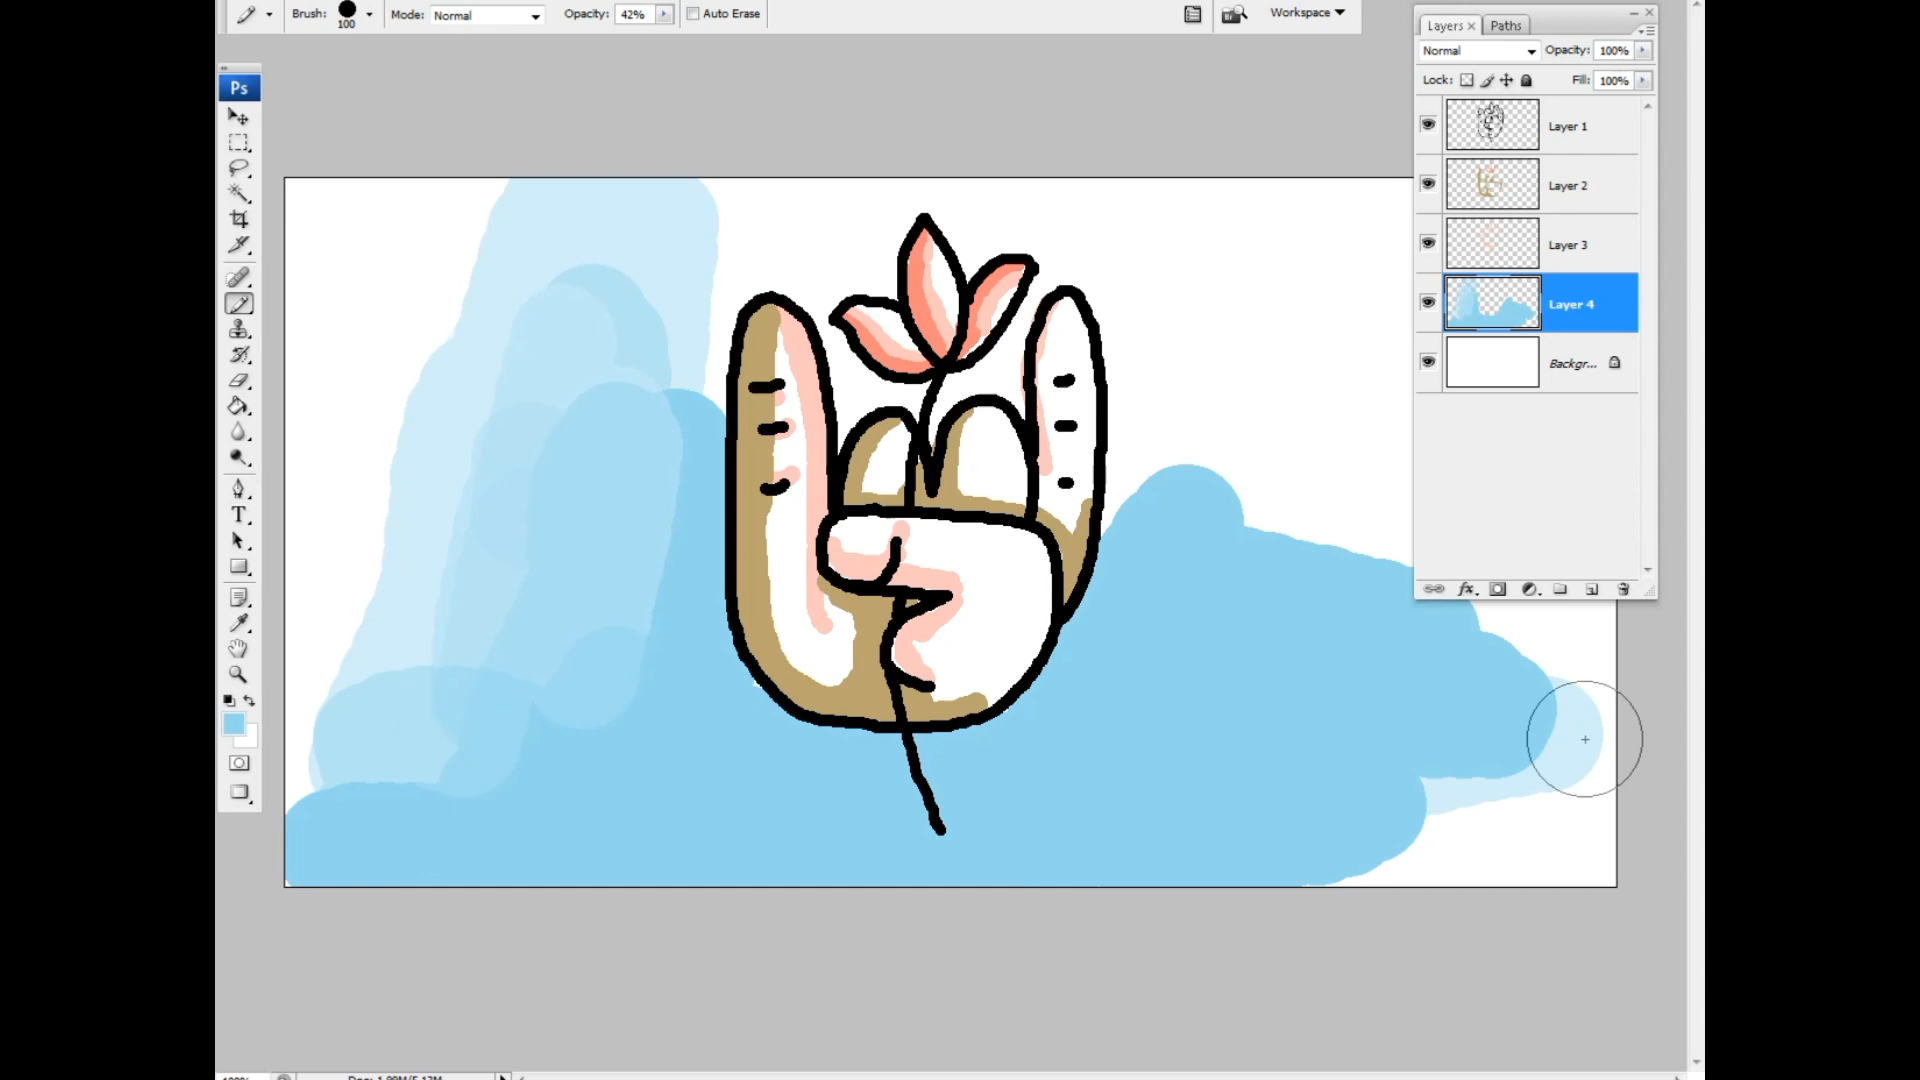 Brush: 100 Mode: Normal Opacity: 42% Auto Erase Workspace
Ps
T
Layers Paths
Normal Opacity: 100%
Lock: Fill: 100%
Layer 1
Layer 2
Layer 3
Layer 4
Backgr...
fx.